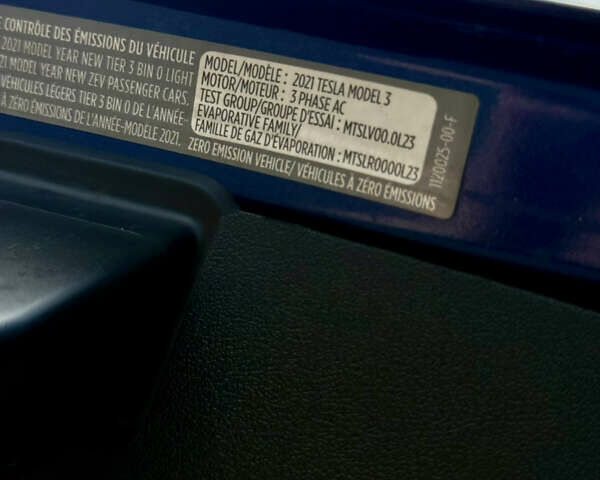 E CONTRÔLE DES ÉMISSIONS DU VÉHICULE
2021 MODEL YEAR NEW TIER 3 BIN 0 LIGHT
21 MODEL YEAR NEW ZEV PASSENGER CARS.
VÉHICULES LÉGERS TIER 3 BIN 0 DE L'ANNÉE-
À ZÉRO ÉMISSIONS DE L'ANNÉE-MODÈLE 2021.
MODEL/MODÈLE : 2021 TESLA MODEL 3
MOTOR/MOTEUR : 3 PHASE AC
TEST GROUP/GROUPE D'ESSAI : MTSLV00.0L23
EVAPORATIVE FAMILY/
FAMILLE DE GAZ D'ÉVAPORATION : MTSLR0000L23
ZERO EMISSION VEHICLE/ VÉHICULES À ZÉRO ÉMISSIONS
1120025-00-F